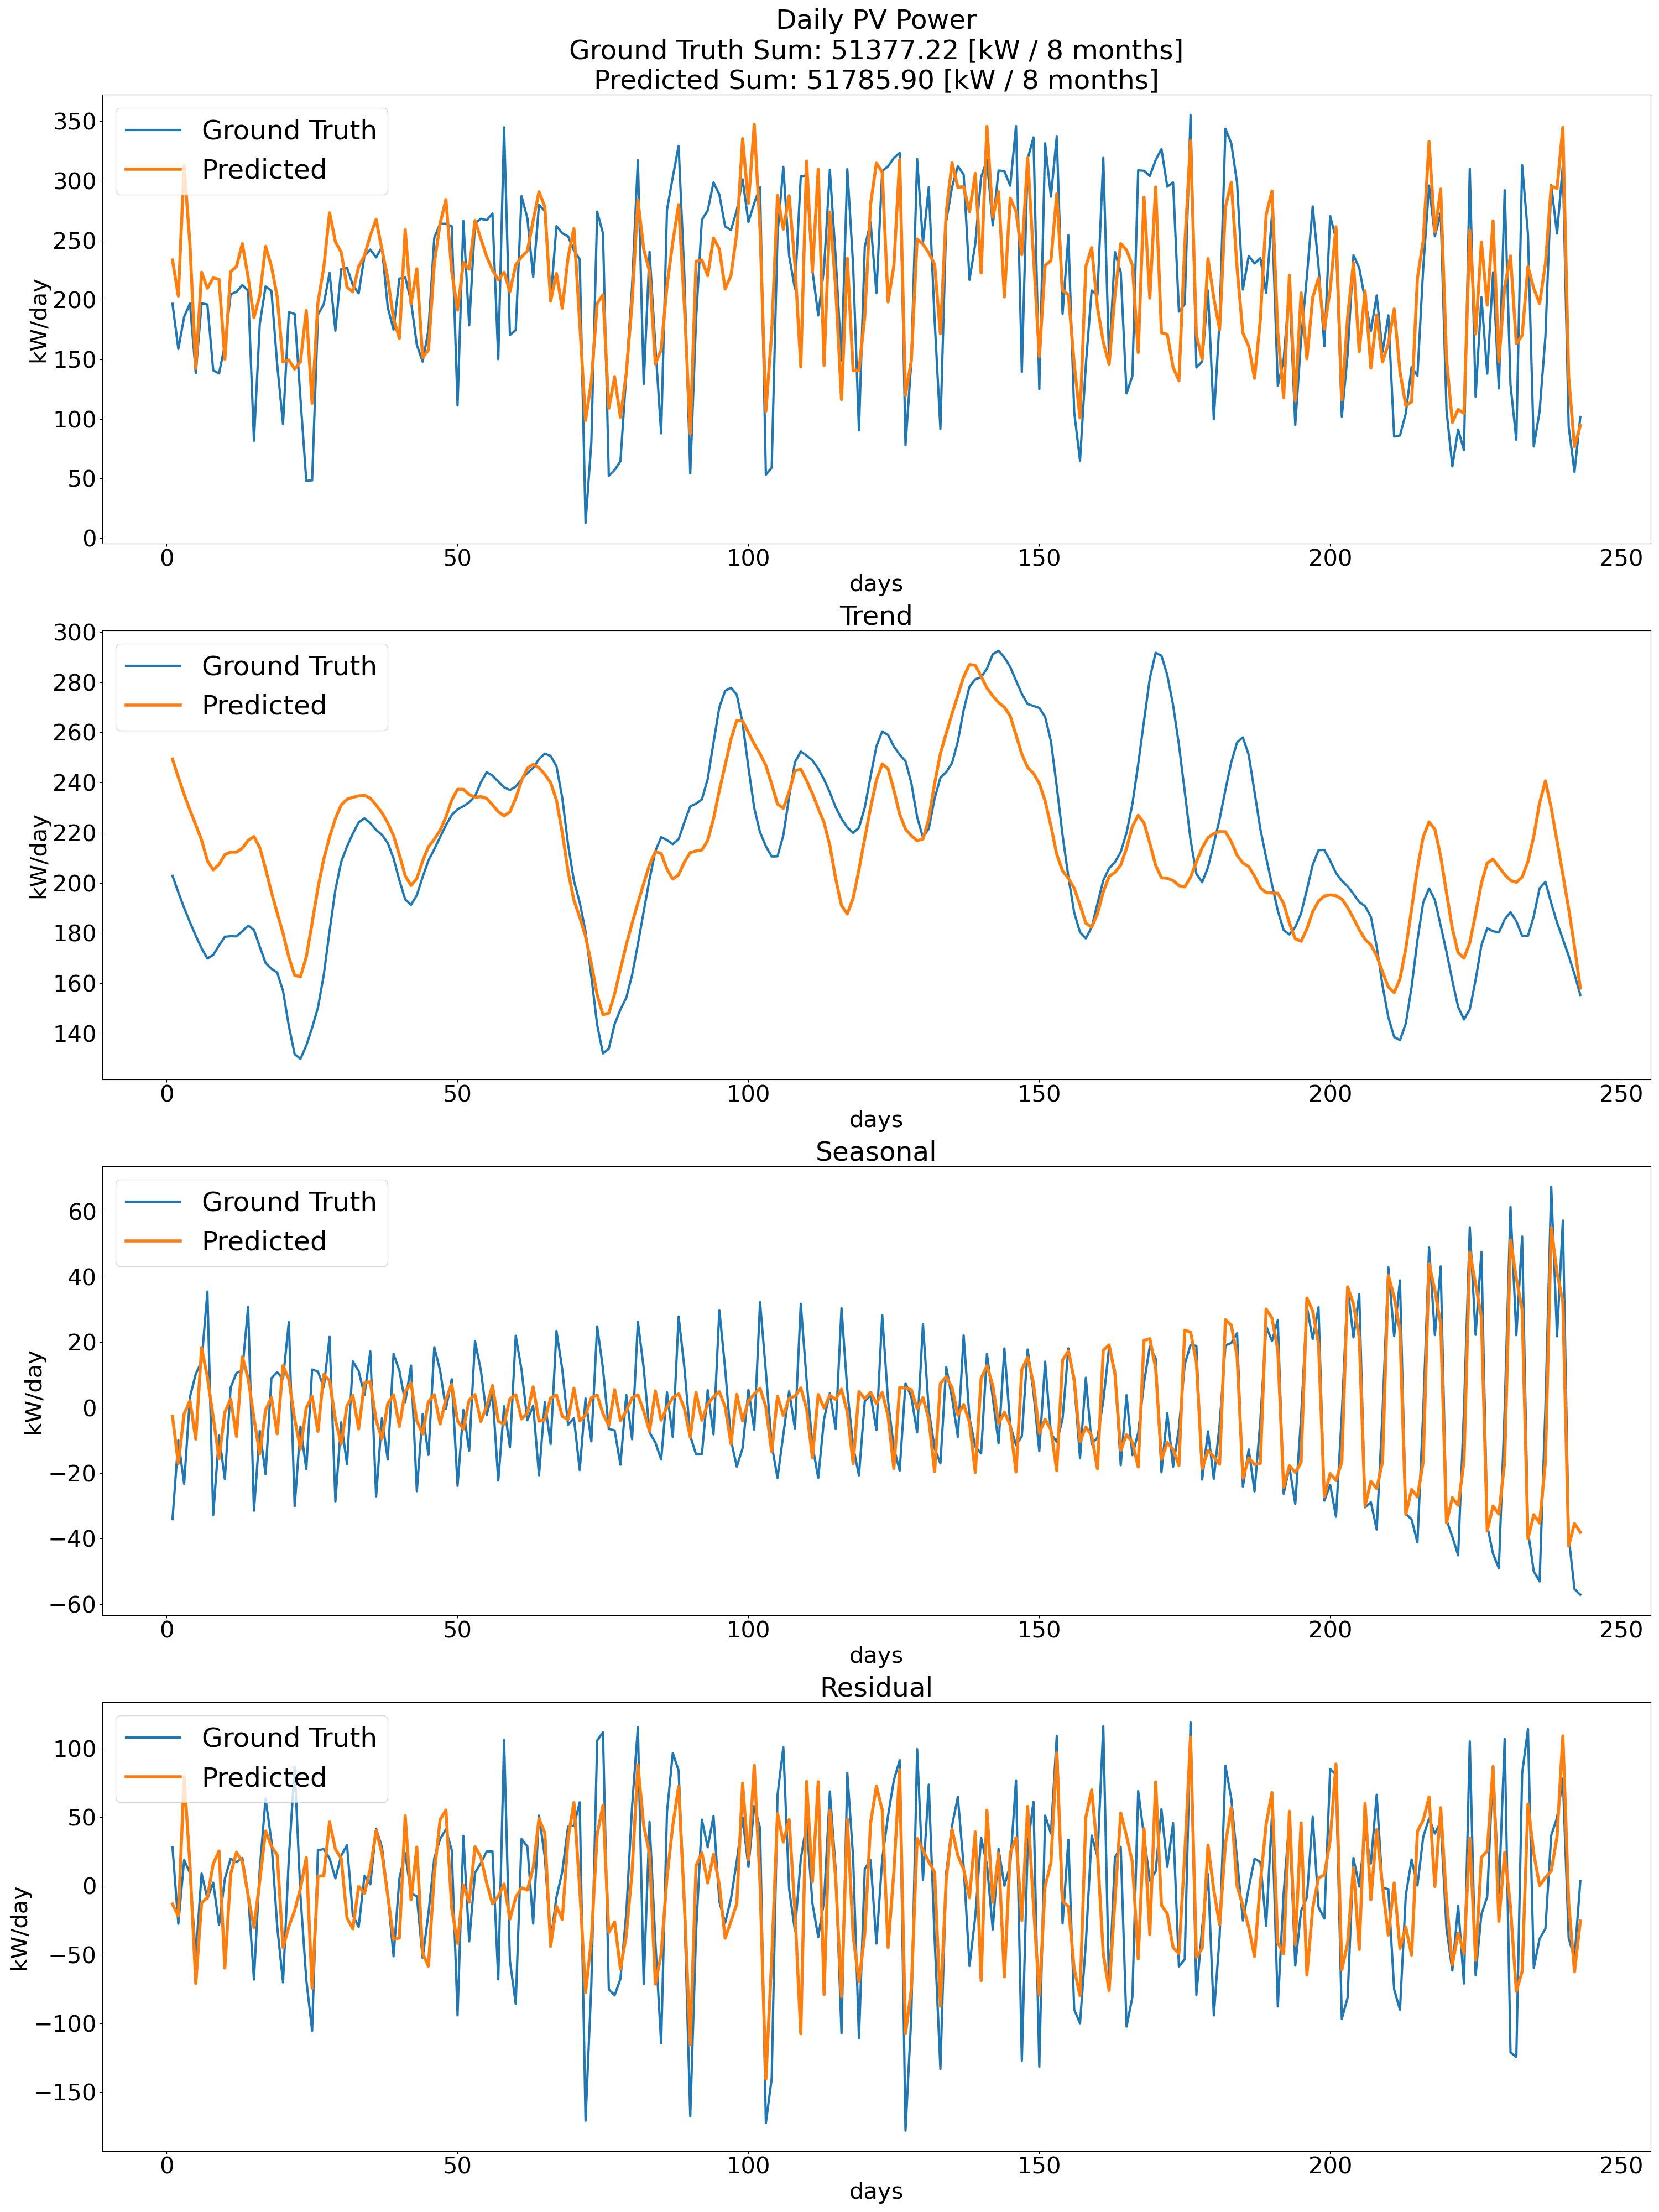 Daily PV Power
Ground Truth Sum: 51377.22 [kW / 8 months]
Predicted Sum: 51785.90 [kW / 8 months]
Ground Truth
Predicted
350
300
250
200
150
100
50
0
kW/day
0 50 100 150 200 250
days
Trend
Ground Truth
Predicted
300
280
260
240
220
200
180
160
140
kW/day
0 50 100 150 200 250
days
Seasonal
Ground Truth
Predicted
60
40
20
0
−20
−40
−60
kW/day
0 50 100 150 200 250
days
Residual
Ground Truth
Predicted
100
50
0
−50
−100
−150
kW/day
0 50 100 150 200 250
days